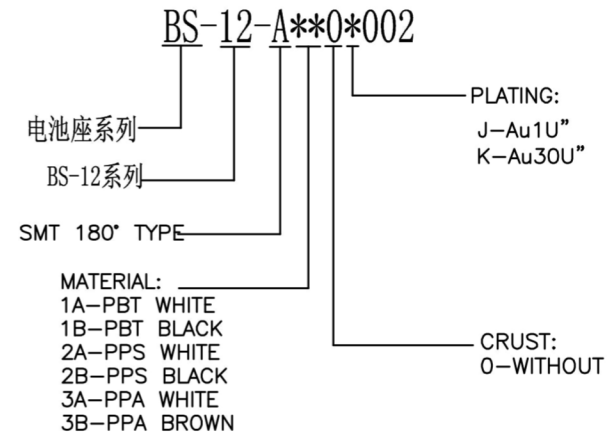 BS-12-A**0*002
PLATING:
J-Au1U"
K-Au30U"
电池座系列
BS-12系列
SMT 180° TYPE
MATERIAL:
1A-PBT WHITE
1B-PBT BLACK
2A-PPS WHITE
2B-PPS BLACK
3A-PPA WHITE
3B-PPA BROWN
CRUST:
0-WITHOUT